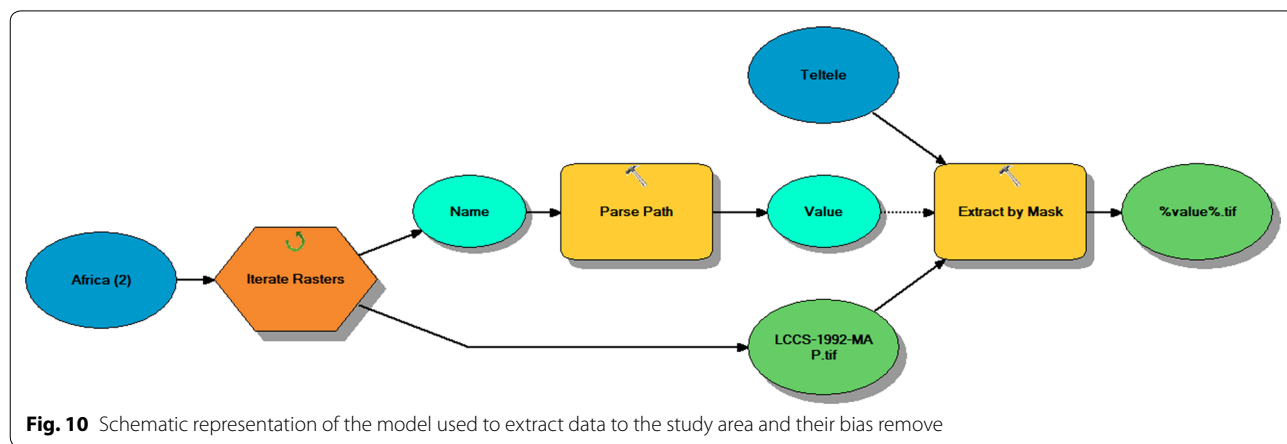 Teltele
Name
Parse Path
Value
Extract by Mask
%value%.tif
Africa (2)
Iterate Rasters
LCCS-1992-MA
P.tif
Fig. 10 Schematic representation of the model used to extract data to the study area and their bias remove